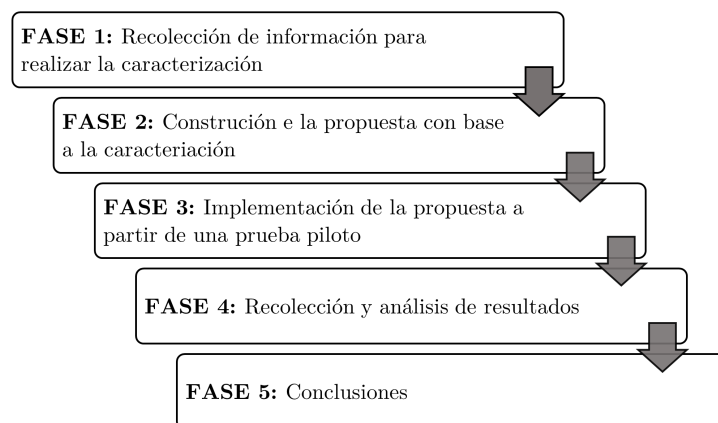 FASE 1: Recolección de información para
realizar la caracterización
FASE 2: Construción e la propuesta con base
a la caracteriación
FASE 3: Implementación de la propuesta a
partir de una prueba piloto
FASE 4: Recolección y análisis de resultados
FASE 5: Conclusiones